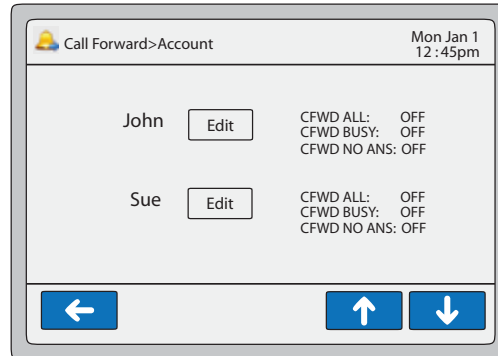 Call Forward>Account
Mon Jan 1
12 :45pm
John
Edit
CFWD ALL: OFF
CFWD BUSY: OFF
CFWD NO ANS: OFF
Sue
Edit
CFWD ALL: OFF
CFWD BUSY: OFF
CFWD NO ANS: OFF